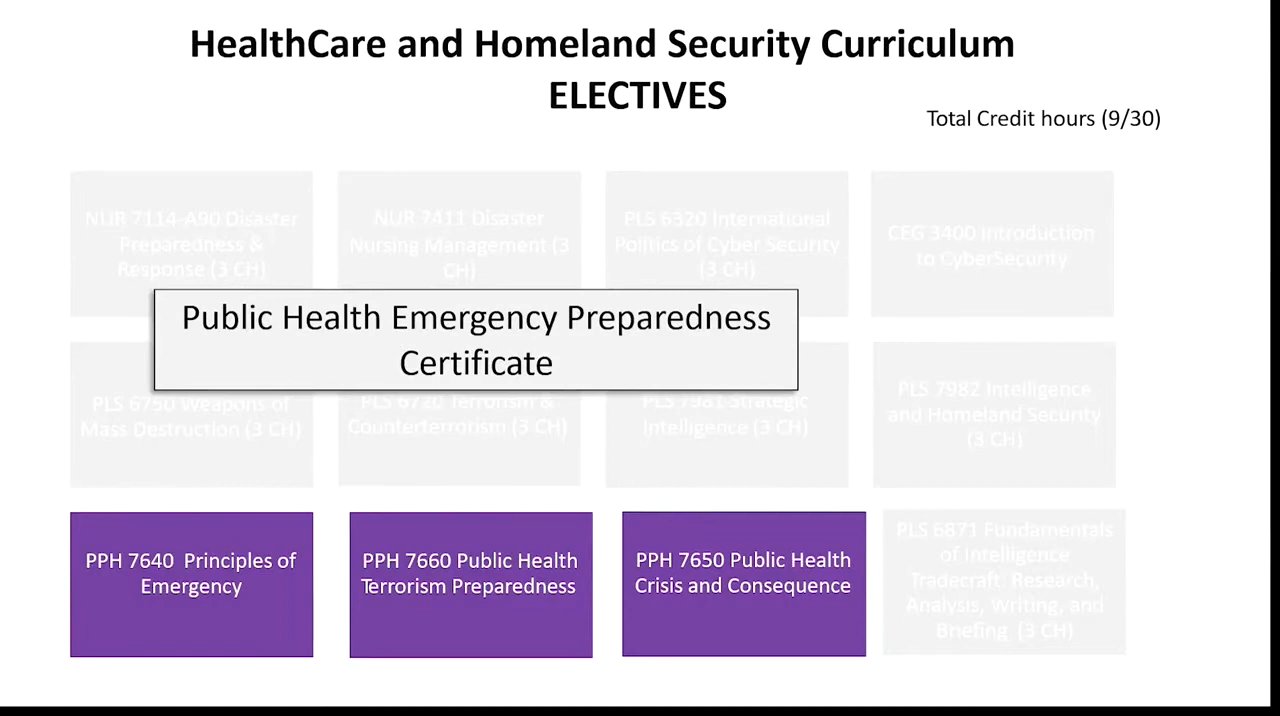 HealthCare and Homeland Security Curriculum
ELECTIVES
Total Credit hours (9/30)
NUR 7114-A90 Disaster
Preparedness &
Response (3 CH)
NUR 7411 Disaster
Nursing Management (3
CH)
PLS 6320 International
Politics of Cyber Security
(3 CH)
CEG 3400 Introduction
to CyberSecurity
Public Health Emergency Preparedness
Certificate
PLS 6750 Weapons of
Mass Destruction (3 CH)
PLS 6720 Terrorism &
Counterterrorism (3 CH)
PLS 7981 Strategic
Intelligence (3 CH)
PLS 7982 Intelligence
and Homeland Security
(3 CH)
PPH 7640 Principles of
Emergency
PPH 7660 Public Health
Terrorism Preparedness
PPH 7650 Public Health
Crisis and Consequence
PLS 6871 Fundamentals
of Intelligence
Tradecraft: Research,
Analysis, Writing, and
Briefing (3 CH)